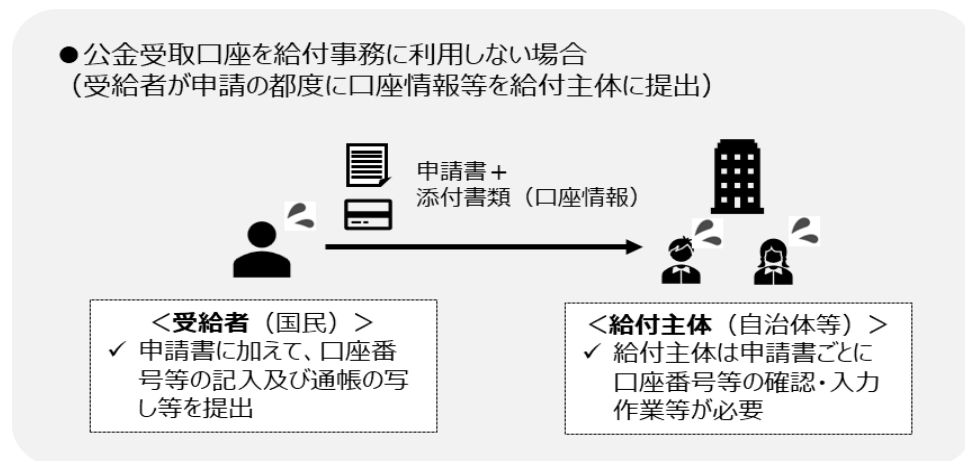 ●公金受取口座を給付事務に利用しない場合
（受給者が申請の都度に口座情報等を給付主体に提出）
申請書＋
添付書類（口座情報）
＜受給者（国民）＞
✓ 申請書に加えて、口座番
号等の記入及び通帳の写
し等を提出
＜給付主体（自治体等）＞
✓ 給付主体は申請書ごとに
口座番号等の確認・入力
作業等が必要